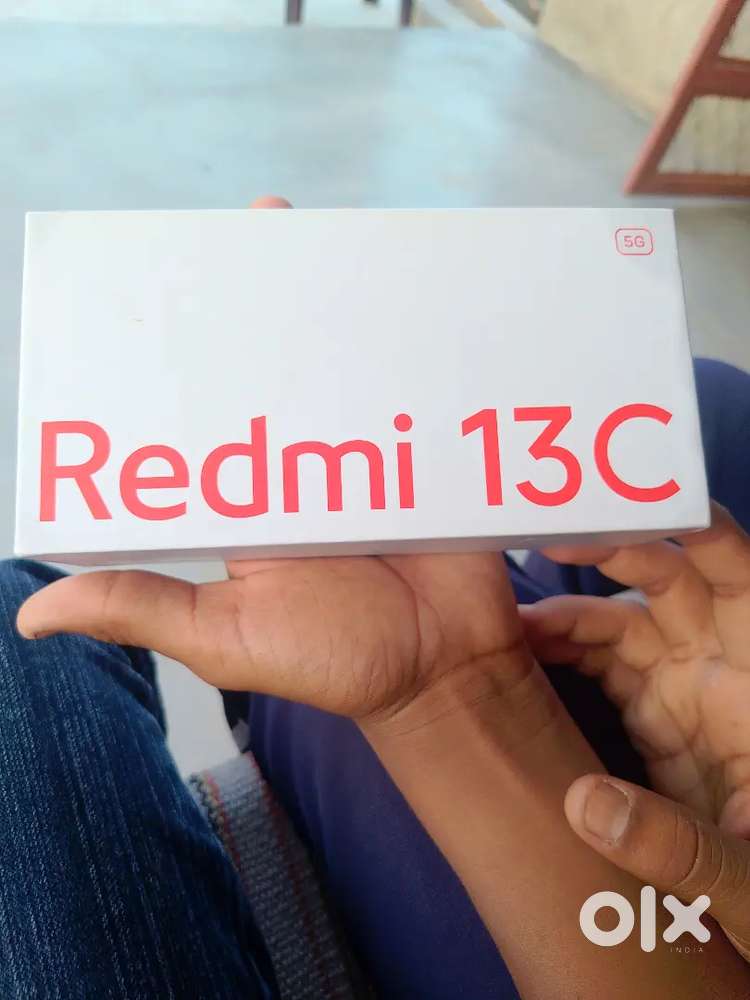 5G
Redmi 13C
olx
INDIA